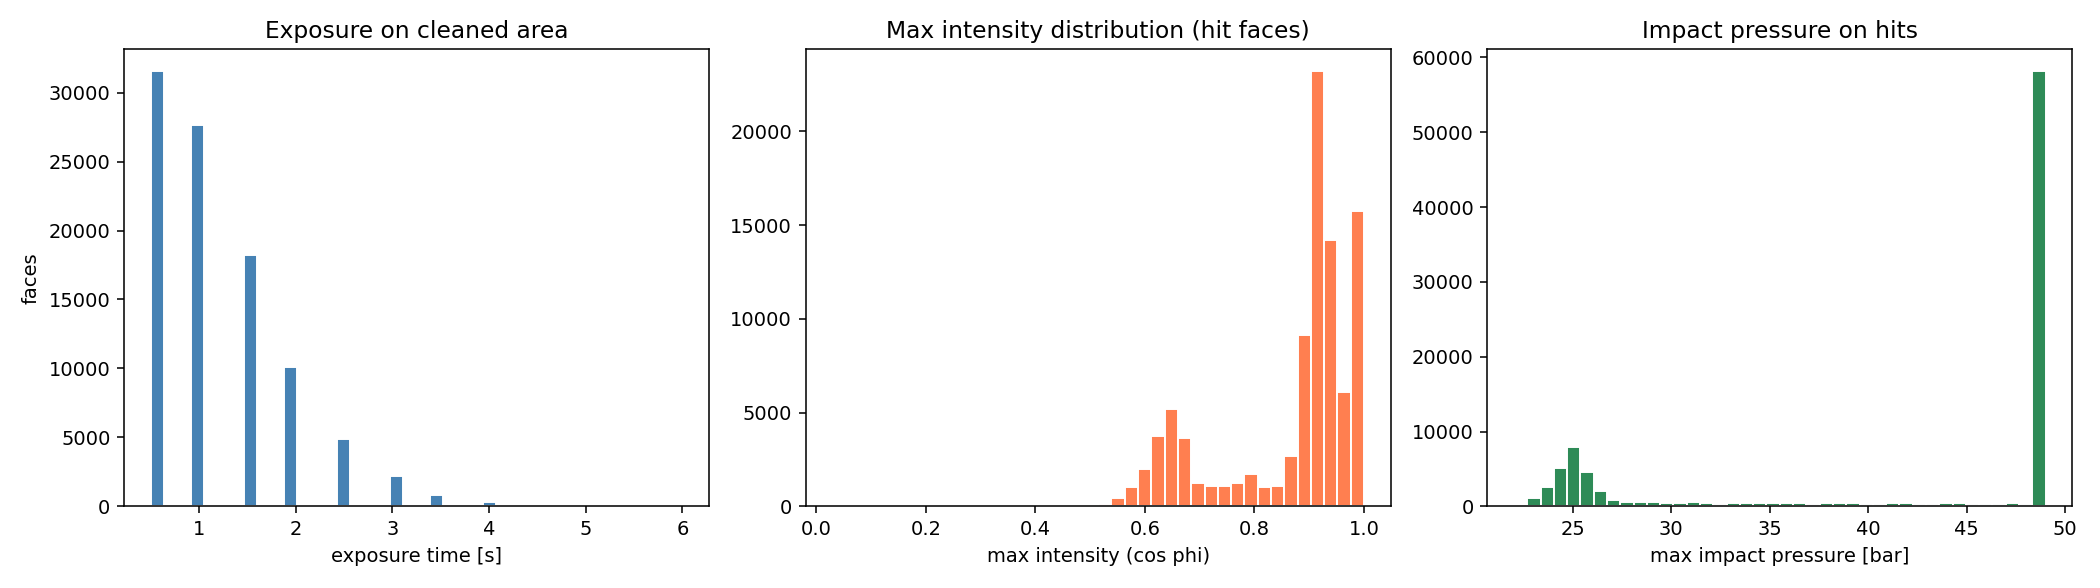 Exposure on cleaned area
30000
25000
20000
15000
10000
5000
0
faces
1 2 3 4 5 6
exposure time [s]
Max intensity distribution (hit faces)
20000
15000
10000
5000
0
0.0 0.2 0.4 0.6 0.8 1.0
max intensity (cos phi)
Impact pressure on hits
60000
50000
40000
30000
20000
10000
0
25 30 35 40 45 50
max impact pressure [bar]